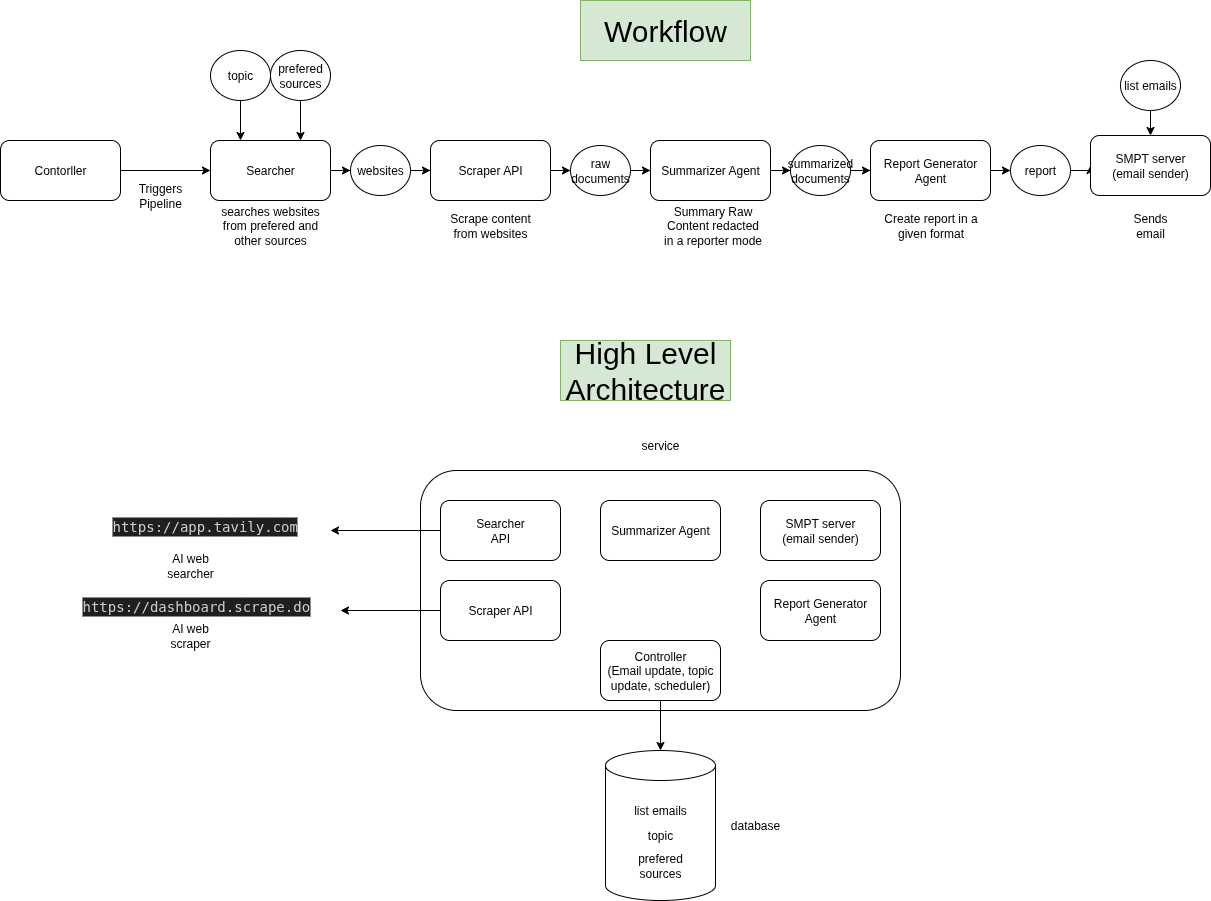 Workflow
topic
prefered
sources
list emails
Contorller
Triggers
Pipeline
Searcher
searches websites
from prefered and
other sources
websites
Scraper API
Scrape content
from websites
raw
documents
Summarizer Agent
Summary Raw
Content redacted
in a reporter mode
summarized
documents
Report Generator
Agent
Create report in a
given format
report
SMPT server
(email sender)
Sends
email
High Level
Architecture
service
https://app.tavily.com
AI web
searcher
https://dashboard.scrape.do
AI web
scraper
Searcher
API
Summarizer Agent
SMPT server
(email sender)
Scraper API
Report Generator
Agent
Controller
(Email update, topic
update, scheduler)
list emails
topic
prefered
sources
database